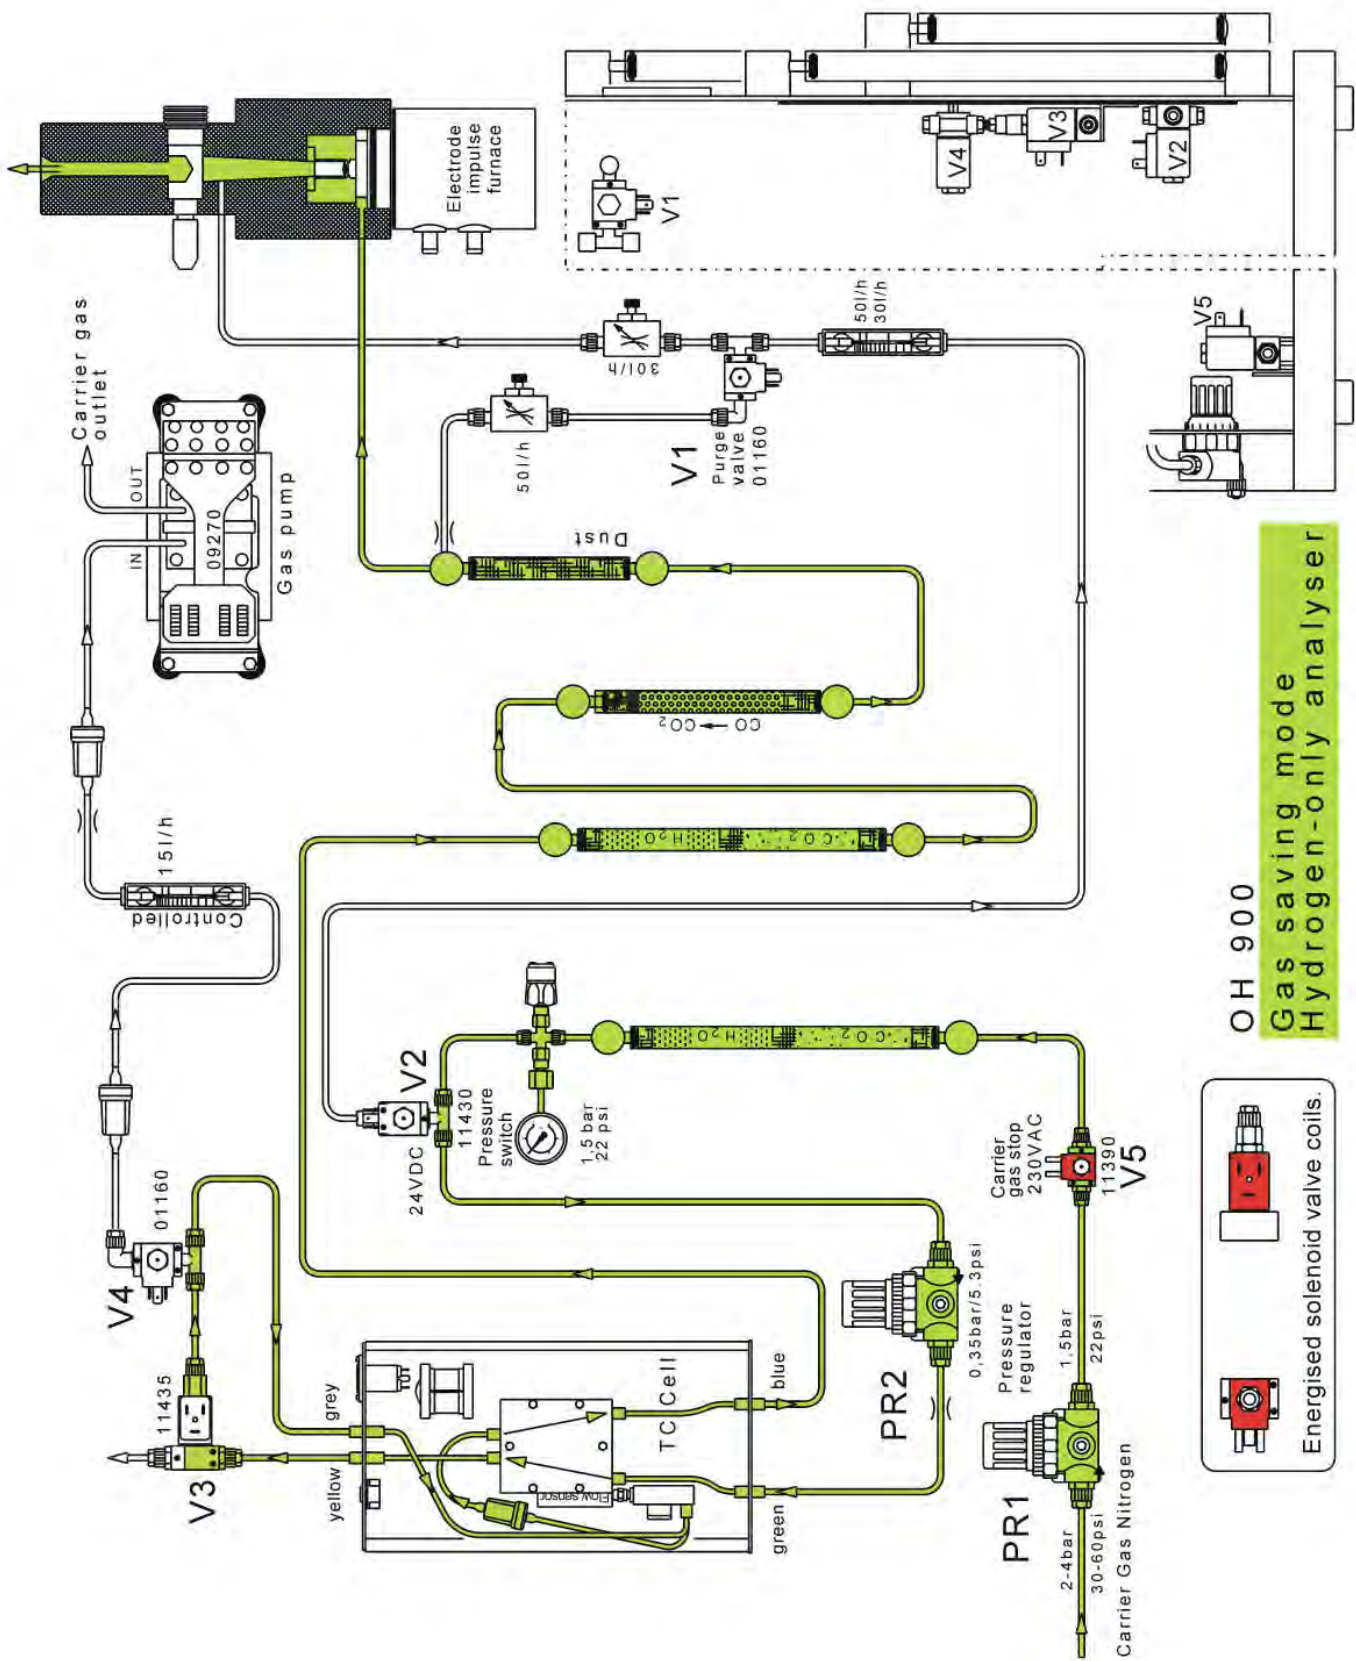 OH 900
Gas saving mode
Hydrogen-only analyser
Energised solenoid valve coils.
Carrier Gas Nitrogen
2-4bar
30-60psi
PR1
Pressure
regulator
1,5bar
22psi
V5
11390
Carrier
gas stop
230VAC
H2O
CO2
1,5 bar
22 psi
Pressure
switch
11430
V2
24VDC
PR2
0,35bar/5.3psi
green
blue
yellow
grey
TC Cell
Flow sensor
V3
11435
V4
01160
Controlled
15l/h
IN
OUT
09270
Gas pump
Carrier gas
outlet
H2O
CO2
CO
CO2
Dust
50l/h
30l/h
V1
Purge
valve
01160
50l/h
30l/h
Electrode
impulse
furnace
V1
V4
V3
V2
V5